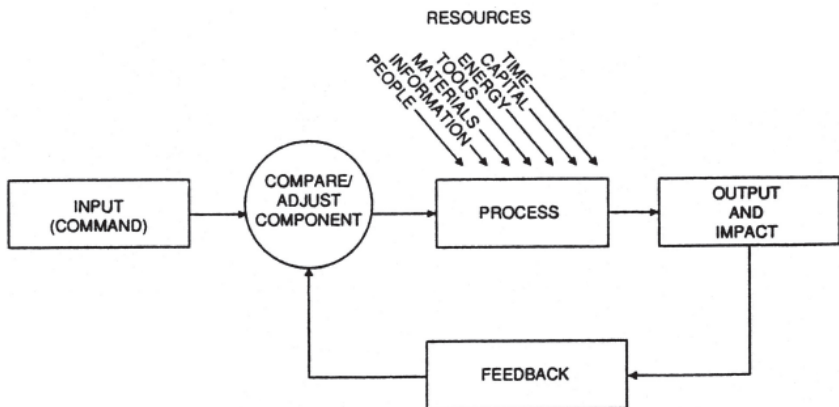 RESOURCES
PEOPLE
INFORMATION
MATERIALS
TOOLS
ENERGY
CAPITAL
TIME
INPUT
(COMMAND)
COMPARE/
ADJUST
COMPONENT
PROCESS
OUTPUT
AND
IMPACT
FEEDBACK